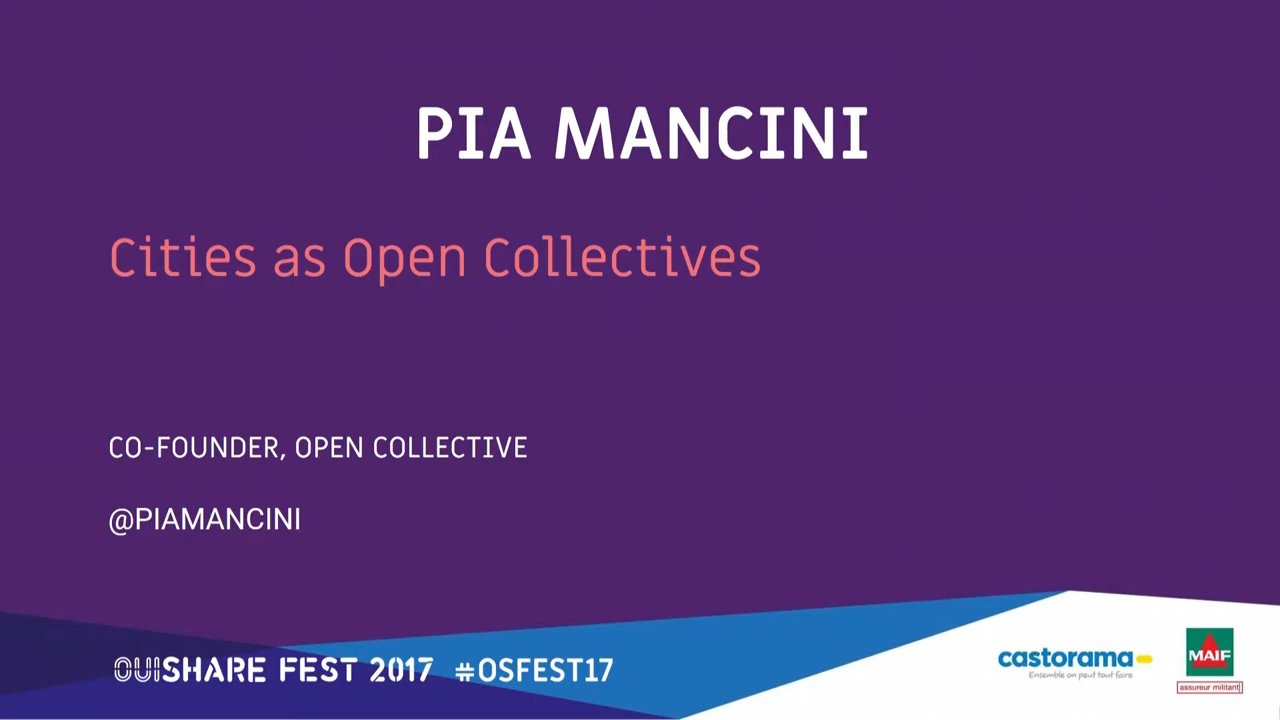 PIA MANCINI
Cities as Open Collectives
CO-FOUNDER, OPEN COLLECTIVE
@PIAMANCINI
OUISHARE FEST 2017 #OSFEST17
castorama
Ensemble on peut tout faire
MAIF
assureur militant